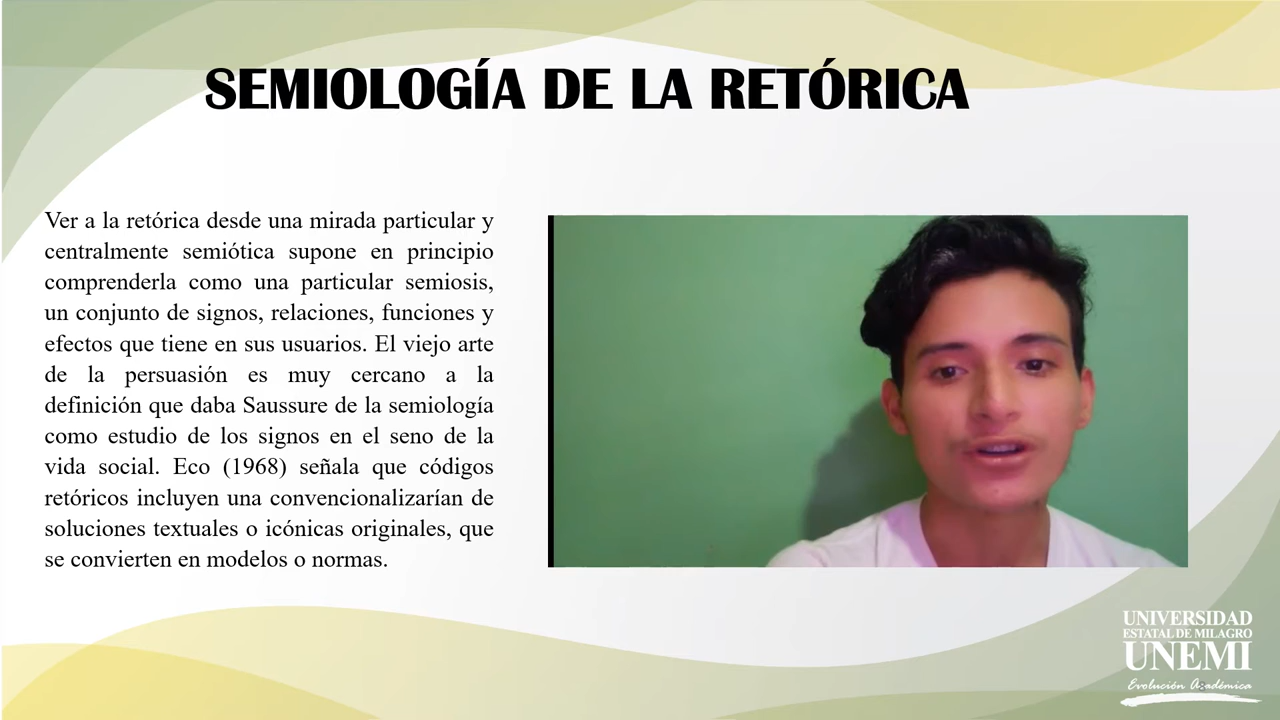 SEMIOLOGÍA DE LA RETÓRICA
Ver a la retórica desde una mirada particular y
centralmente semiótica supone en principio
comprenderla como una particular semiosis,
un conjunto de signos, relaciones, funciones y
efectos que tiene en sus usuarios. El viejo arte
de la persuasión es muy cercano a la
definición que daba Saussure de la semiología
como estudio de los signos en el seno de la
vida social. Eco (1968) señala que códigos
retóricos incluyen una convencionalizarían de
soluciones textuales o icónicas originales, que
se convierten en modelos o normas.
UNIVERSIDAD
ESTATAL DE MILAGRO
UNEMI
Evolución Académica